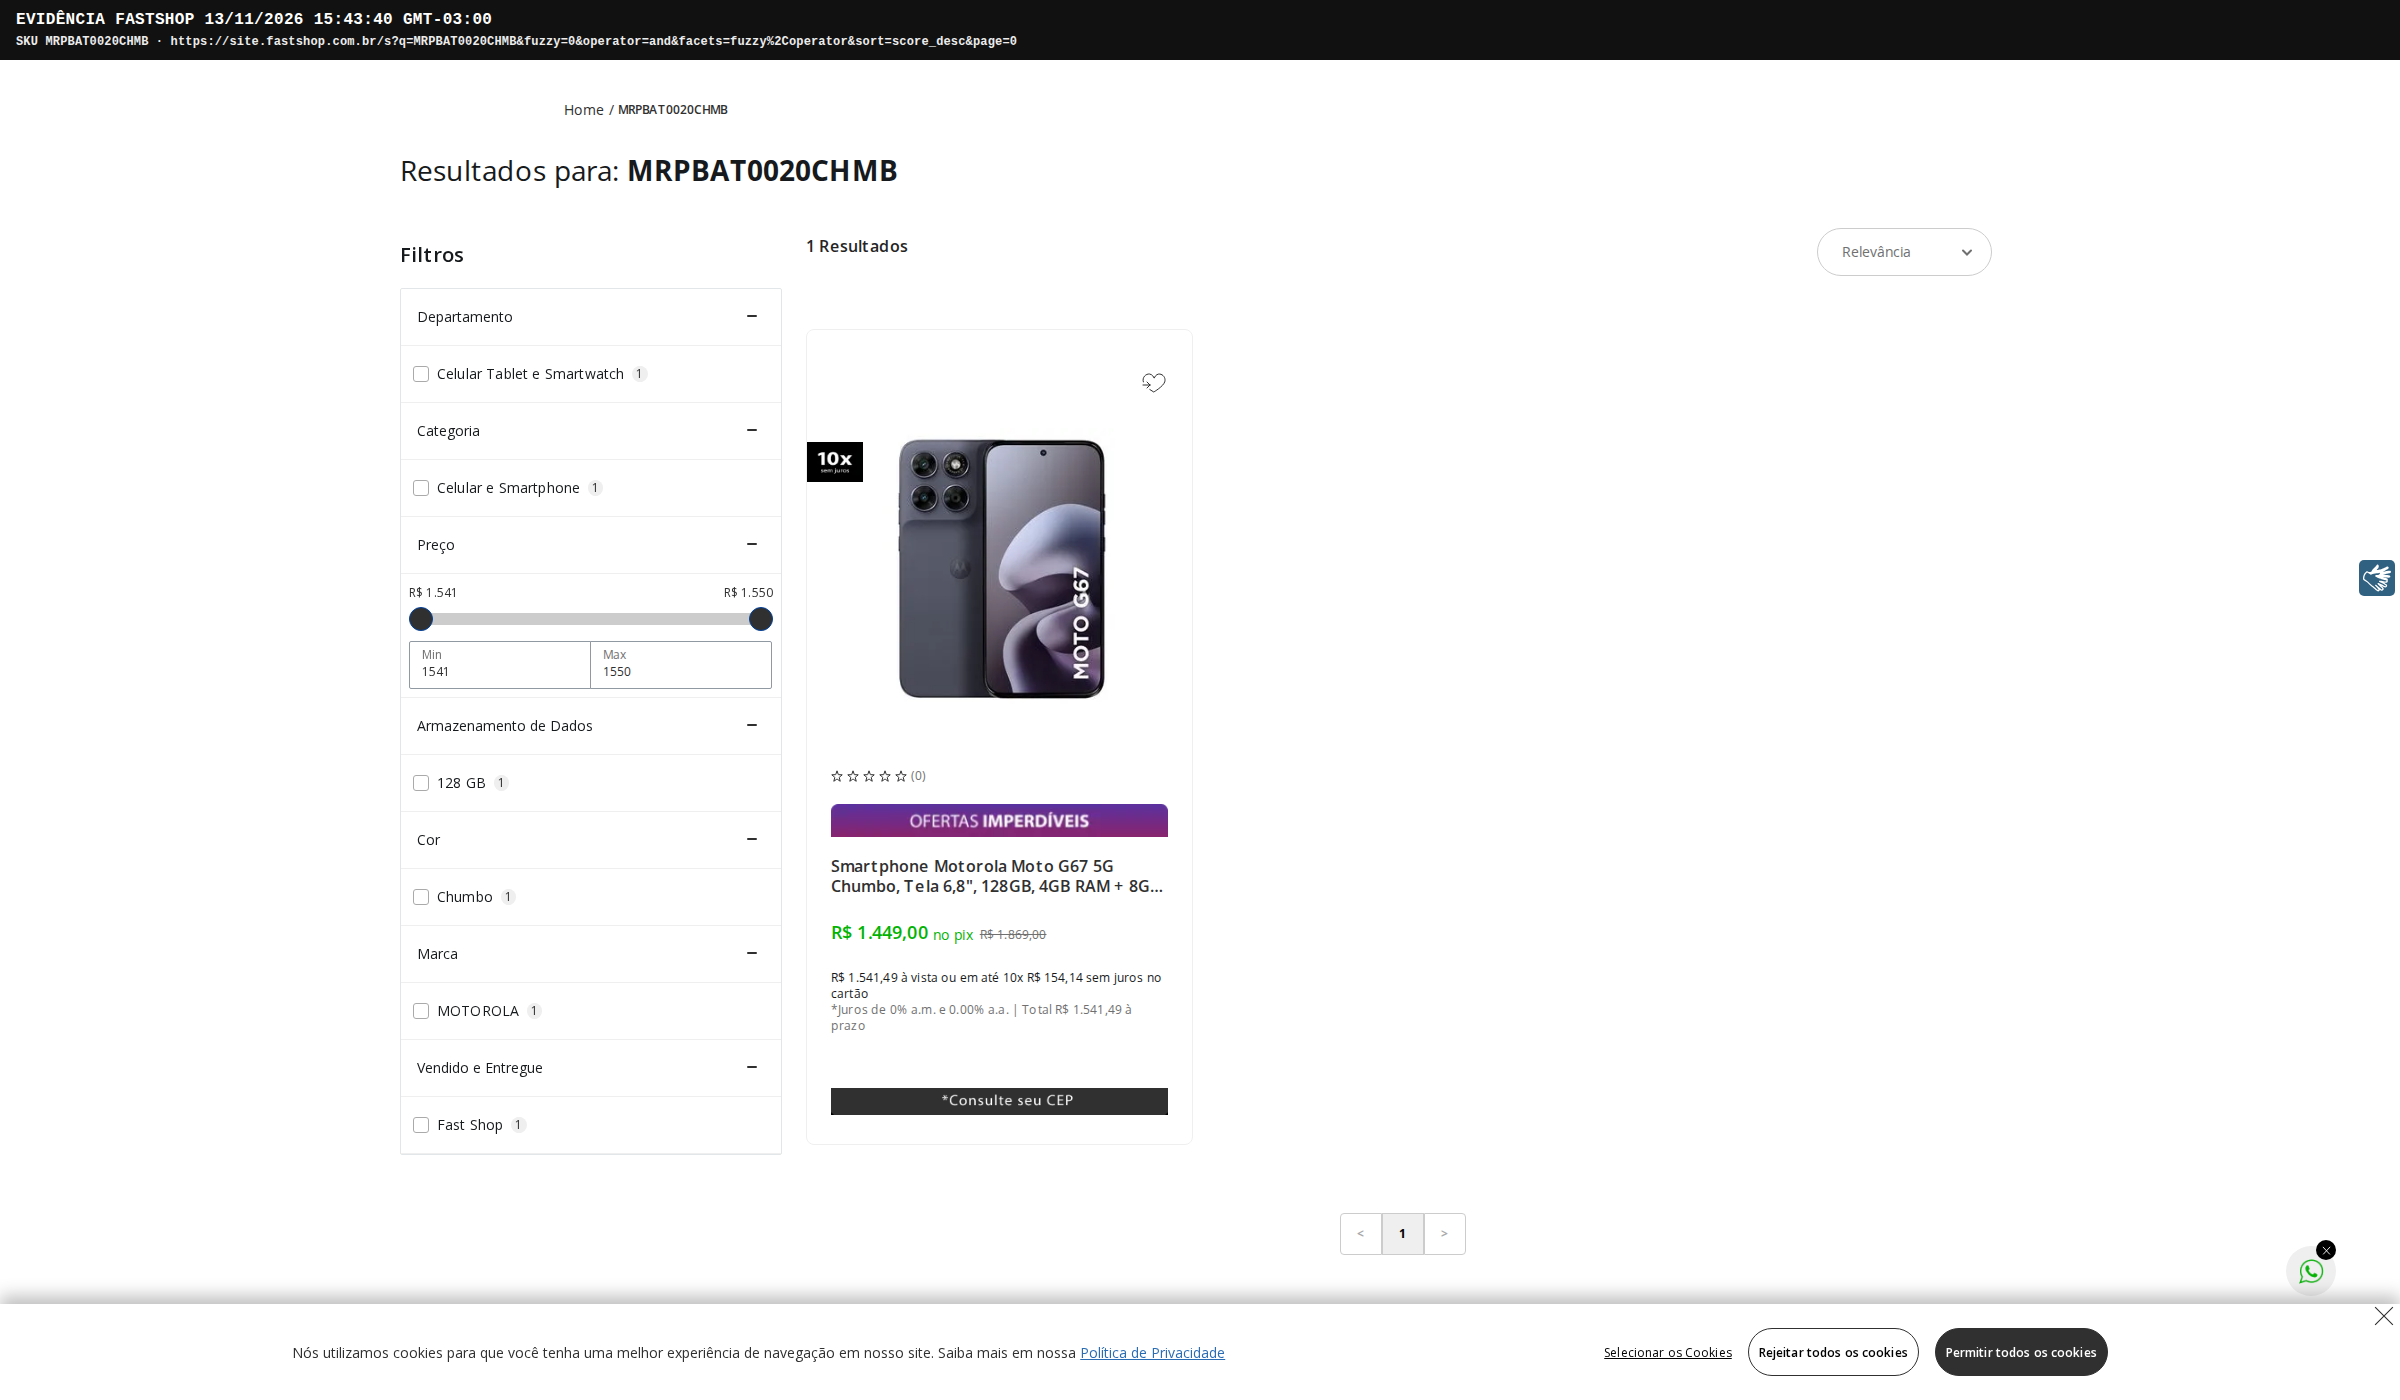 EVIDÊNCIA FASTSHOP 13/11/2026 15:43:40 GMT-03:00
SKU MRPBAT0020CHMB · https://site.fastshop.com.br/s?q=MRPBAT0020CHMB&fuzzy=0&operator=and&facets=fuzzy%2Coperator&sort=score_desc&page=0
Home / MRPBAT0020CHMB
Resultados para: MRPBAT0020CHMB
Filtros
Departamento
Celular Tablet e Smartwatch 1
Categoria
Celular e Smartphone 1
Preço
R$ 1.541 R$ 1.550
Min Max
1541 1550
Armazenamento de Dados
128 GB 1
Cor
Chumbo 1
Marca
MOTOROLA 1
Vendido e Entregue
Fast Shop 1
1 Resultados
Relevância
10x
sem juros
MOTO G67
(0)
OFERTAS IMPERDÍVEIS
Smartphone Motorola Moto G67 5G
Chumbo, Tela 6,8", 128GB, 4GB RAM + 8G...
R$ 1.449,00 no pix R$ 1.869,00
R$ 1.541,49 à vista ou em até 10x R$ 154,14 sem juros no
cartão
*Juros de 0% a.m. e 0.00% a.a. | Total R$ 1.541,49 à
prazo
*Consulte seu CEP
< 1 >
Nós utilizamos cookies para que você tenha uma melhor experiência de navegação em nosso site. Saiba mais em nossa Política de Privacidade
Selecionar os Cookies
Rejeitar todos os cookies
Permitir todos os cookies